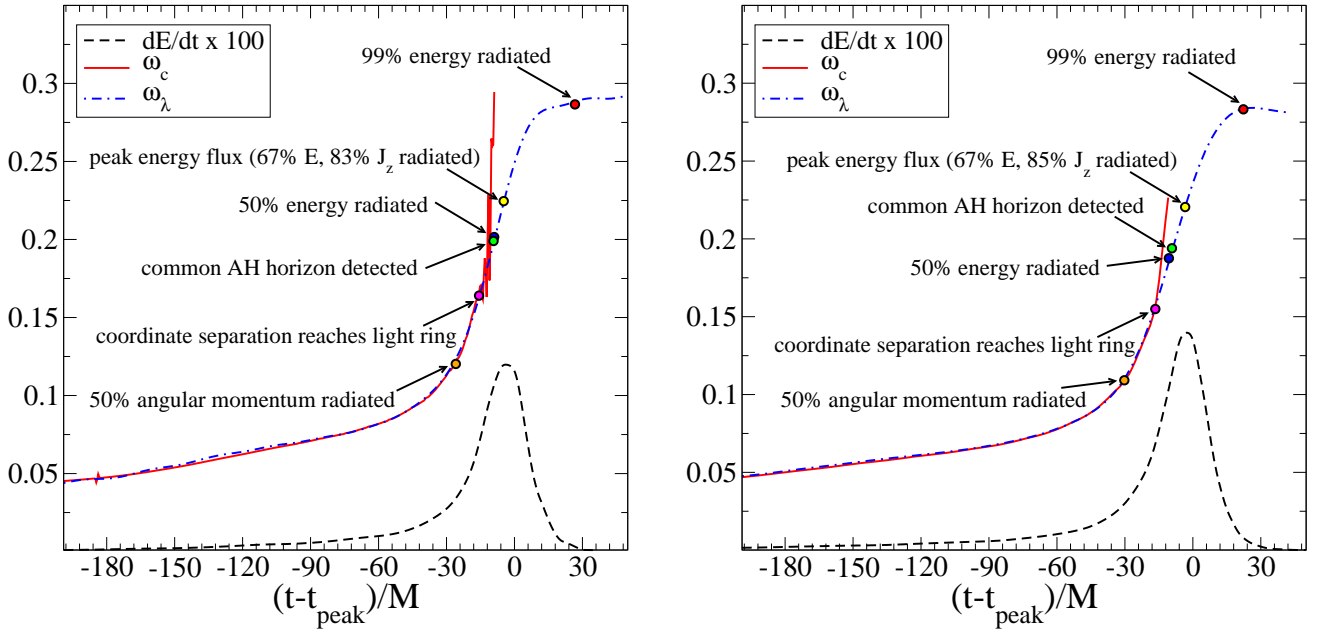 dE/dt x 100
ω_c
ω_λ
99% energy radiated
peak energy flux (67% E, 83% J_z radiated)
50% energy radiated
common AH horizon detected
coordinate separation reaches light ring
50% angular momentum radiated
0.3
0.25
0.2
0.15
0.1
0.05
-180 -150 -120 -90 -60 -30 0 30
(t-t_peak)/M
dE/dt x 100
ω_c
ω_λ
99% energy radiated
peak energy flux (67% E, 85% J_z radiated)
common AH horizon detected
50% energy radiated
coordinate separation reaches light ring
50% angular momentum radiated
0.3
0.25
0.2
0.15
0.1
0.05
-180 -150 -120 -90 -60 -30 0 30
(t-t_peak)/M